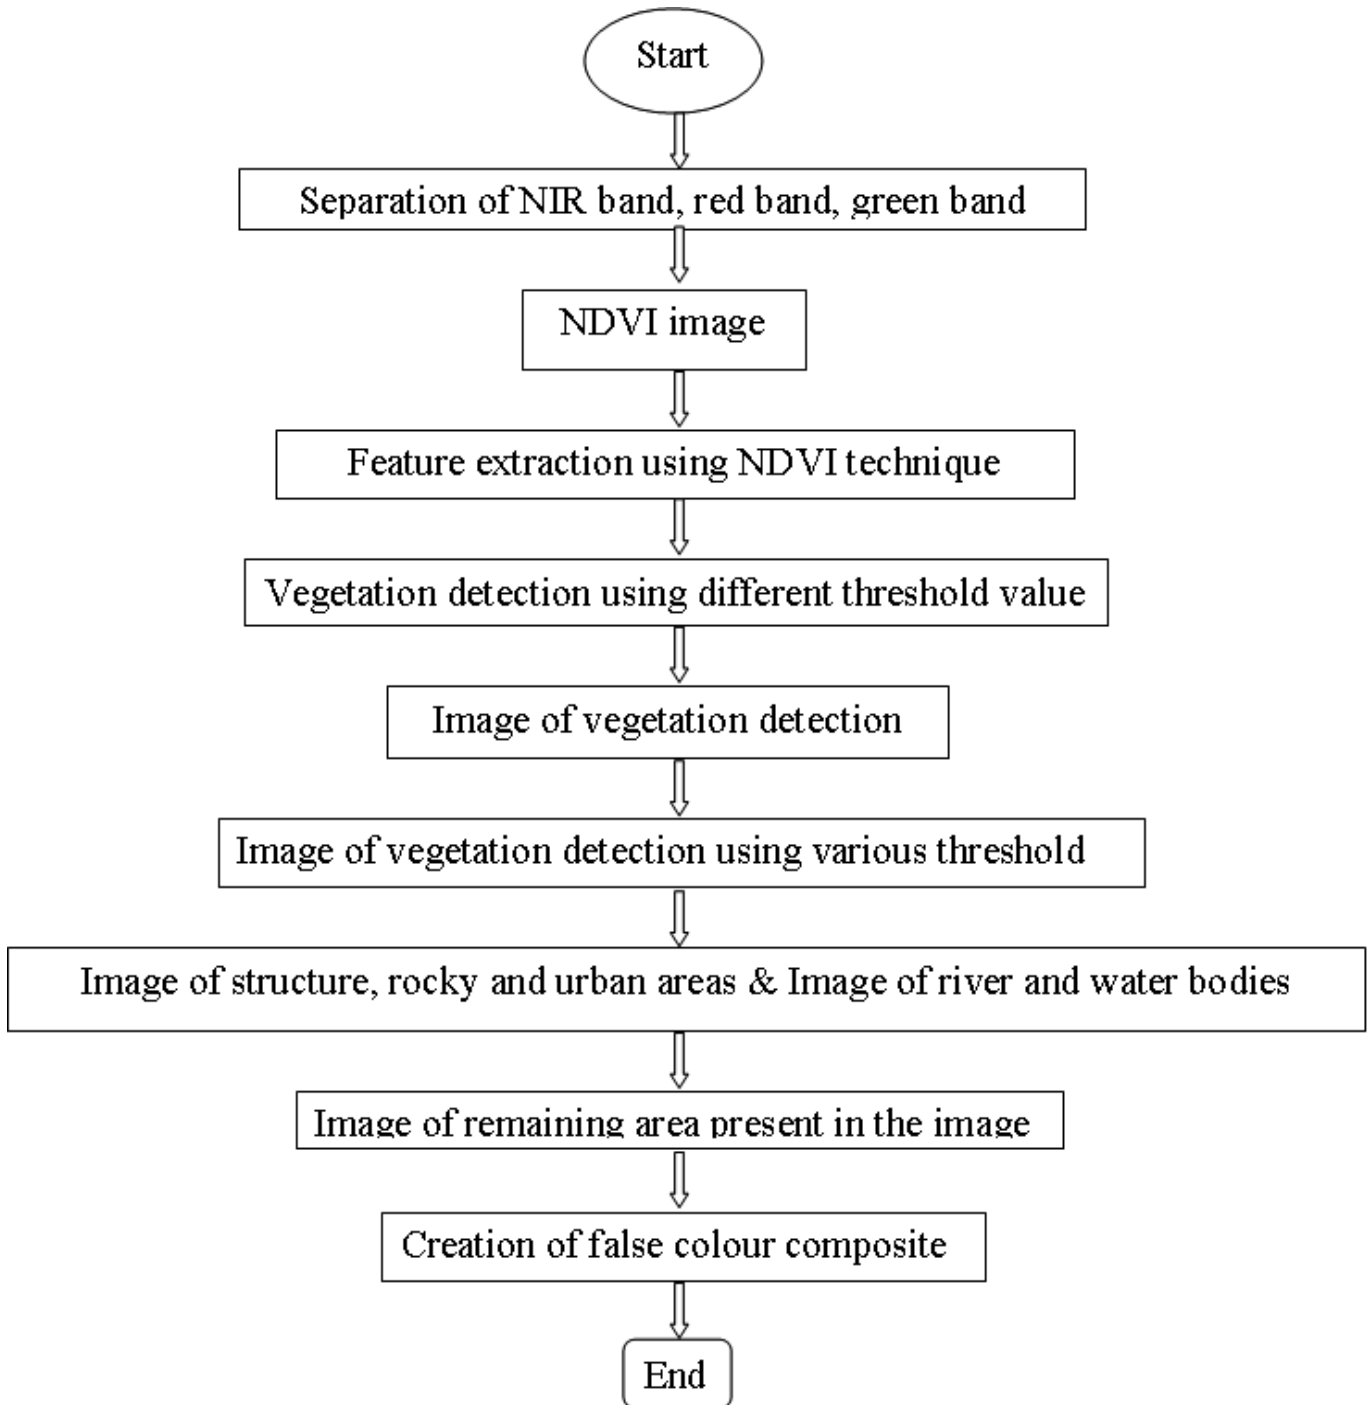 Start
Separation of NIR band, red band, green band
NDVI image
Feature extraction using NDVI technique
Vegetation detection using different threshold value
Image of vegetation detection
Image of vegetation detection using various threshold
Image of structure, rocky and urban areas & Image of river and water bodies
Image of remaining area present in the image
Creation of false colour composite
End